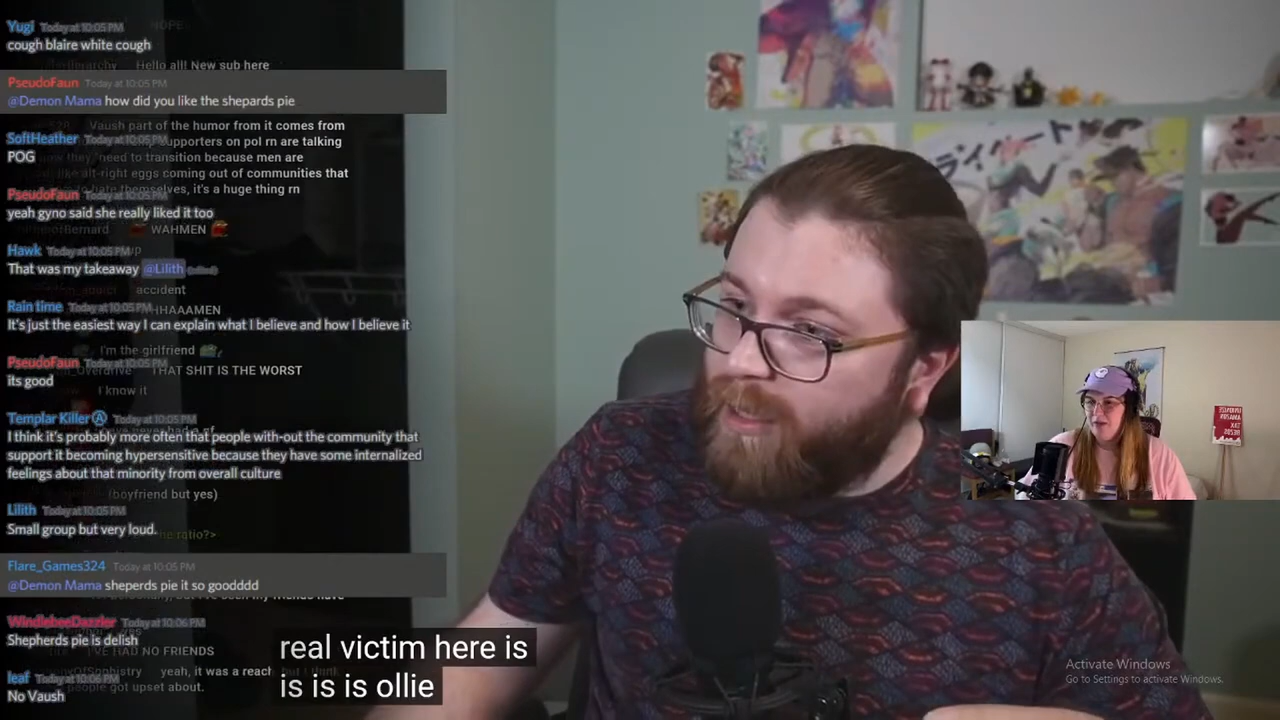 Yugi Today at 10:05 PM
cough blaire white cough
Hello all! New sub here
PseudoFaun Today at 10:05 PM
@Demon Mama how did you like the shepards pie
Vaush part of the humor from it comes from
SoftHeather Today at 10:05 PM
supporters on pol rn are talking
POG
they need to transition because men are
like alt-right eggs coming out of communities that
PseudoFaun Today at 10:05 PM
to hate themselves, it's a huge thing rn
yeah gyno said she really liked it too
WAHMEN
Hawk Today at 10:05 PM
That was my takeaway @Lilith (edited)
accident
Rain time Today at 10:05 PM
It's just the easiest way I can explain what I believe and how I believe it
I'm the girlfriend
PseudoFaun Today at 10:05 PM
THAT SHIT IS THE WORST
its good
I know it
Templar Killer Ⓐ Today at 10:05 PM
I think it's probably more often that people with-out the community that
support it becoming hypersensitive because they have some internalized
feelings about that minority from overall culture
(boyfriend but yes)
Lilith Today at 10:05 PM
Small group but very loud.
ratio?>
Flare_Games324 Today at 10:06 PM
@Demon Mama sheperds pie it so goodddd
WindlebeeDazzler Today at 10:06 PM
Shepherds pie is delish
I'VE HAD NO FRIENDS
leaf Today at 10:06 PM
yeah, it was a reach but I think
people got upset about.
No Vaush
real victim here is
is is is ollie
Activate Windows
Go to Settings to activate Windows.